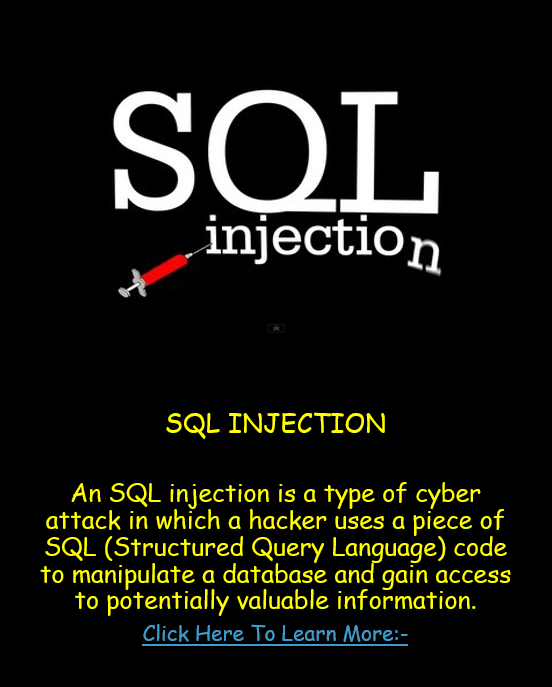 SQL
injection
SQL INJECTION
An SQL injection is a type of cyber
attack in which a hacker uses a piece of
SQL (Structured Query Language) code
to manipulate a database and gain access
to potentially valuable information.
Click Here To Learn More:-